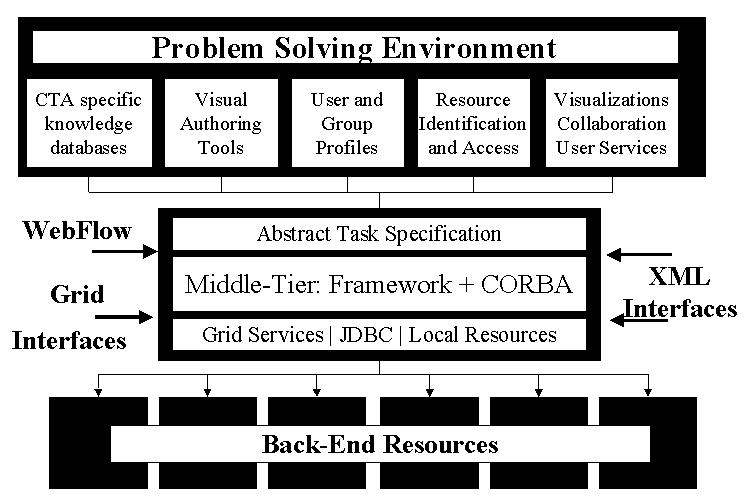 Problem Solving Environment
CTA specific
knowledge
databases
Visual
Authoring
Tools
User and
Group
Profiles
Resource
Identification
and Access
Visualizations
Collaboration
User Services
WebFlow
Abstract Task Specification
Middle-Tier: Framework + CORBA
Grid Services | JDBC | Local Resources
Grid
Interfaces
XML
Interfaces
Back-End Resources